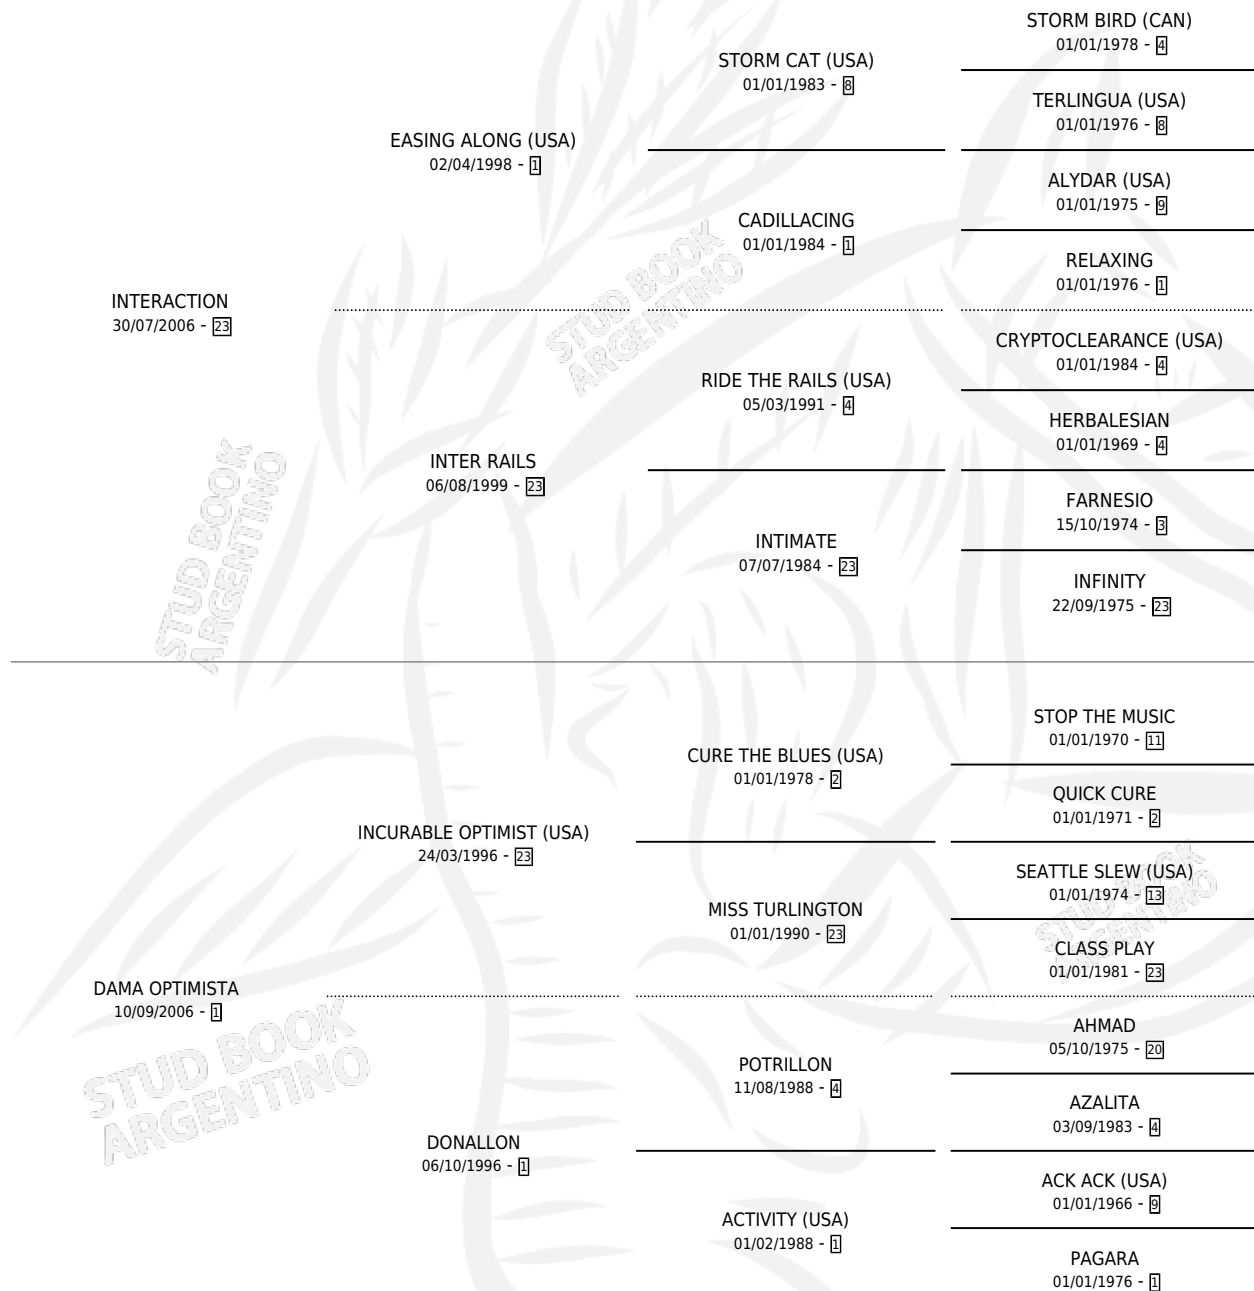 STORM BIRD (CAN)
01/01/1978 - 4
STORM CAT (USA)
01/01/1983 - 8
TERLINGUA (USA)
01/01/1976 - 8
EASING ALONG (USA)
02/04/1998 - 1
ALYDAR (USA)
01/01/1975 - 9
CADILLACING
01/01/1984 - 1
RELAXING
01/01/1976 - 1
INTERACTION
30/07/2006 - 23
CRYPTOCLEARANCE (USA)
01/01/1984 - 4
RIDE THE RAILS (USA)
05/03/1991 - 4
HERBALESIAN
01/01/1969 - 4
INTER RAILS
06/08/1999 - 23
FARNESIO
15/10/1974 - 3
INTIMATE
07/07/1984 - 23
INFINITY
22/09/1975 - 23
STOP THE MUSIC
01/01/1970 - 11
CURE THE BLUES (USA)
01/01/1978 - 2
QUICK CURE
01/01/1971 - 2
INCURABLE OPTIMIST (USA)
24/03/1996 - 23
SEATTLE SLEW (USA)
01/01/1974 - 13
MISS TURLINGTON
01/01/1990 - 23
CLASS PLAY
01/01/1981 - 23
DAMA OPTIMISTA
10/09/2006 - 1
AHMAD
05/10/1975 - 20
POTRILLON
11/08/1988 - 4
AZALITA
03/09/1983 - 4
DONALLON
06/10/1996 - 1
ACK ACK (USA)
01/01/1966 - 9
ACTIVITY (USA)
01/02/1988 - 1
PAGARA
01/01/1976 - 1
STUD BOOK
ARGENTINO
STUD BOOK
ARGENTINO
STUD BOOK
ARGENTINO
STUD BOOK
ARGENTINO